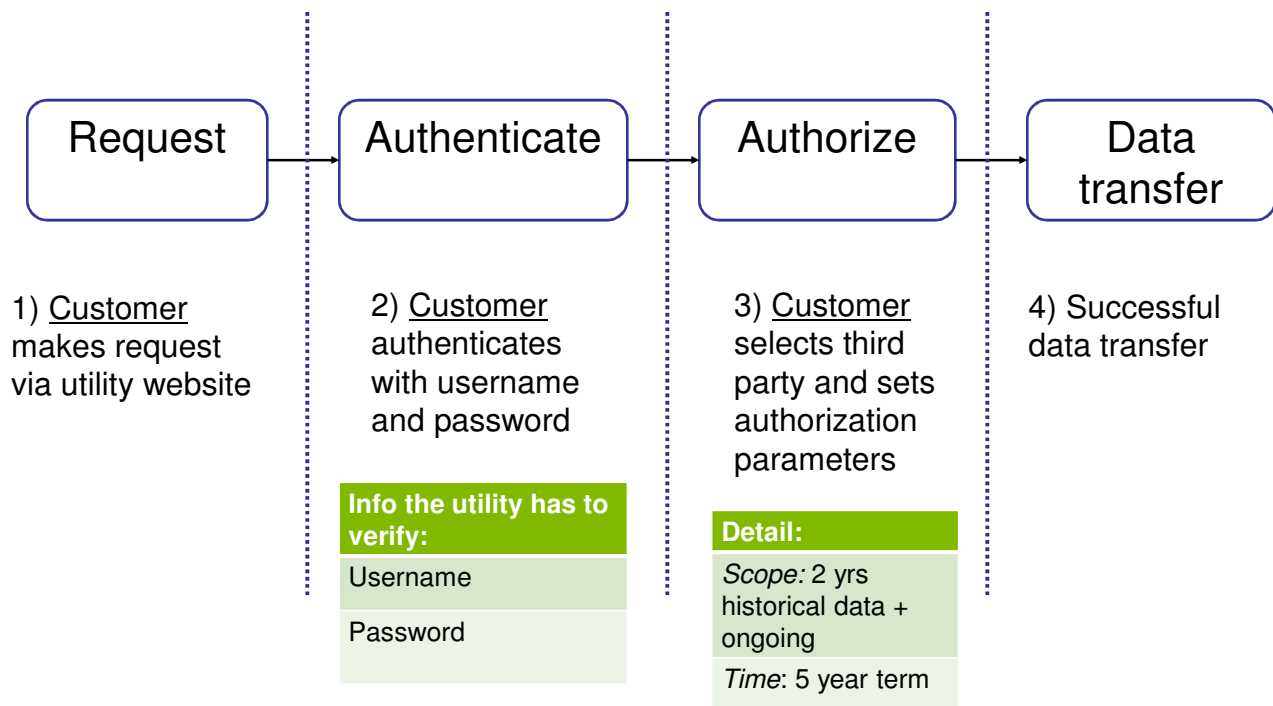 Request
Authenticate
Authorize
Data
transfer
1) Customer
makes request
via utility website
2) Customer
authenticates
with username
and password
Info the utility has to
verify:
Username
Password
3) Customer
selects third
party and sets
authorization
parameters
Detail:
Scope: 2 yrs
historical data +
ongoing
Time: 5 year term
4) Successful
data transfer